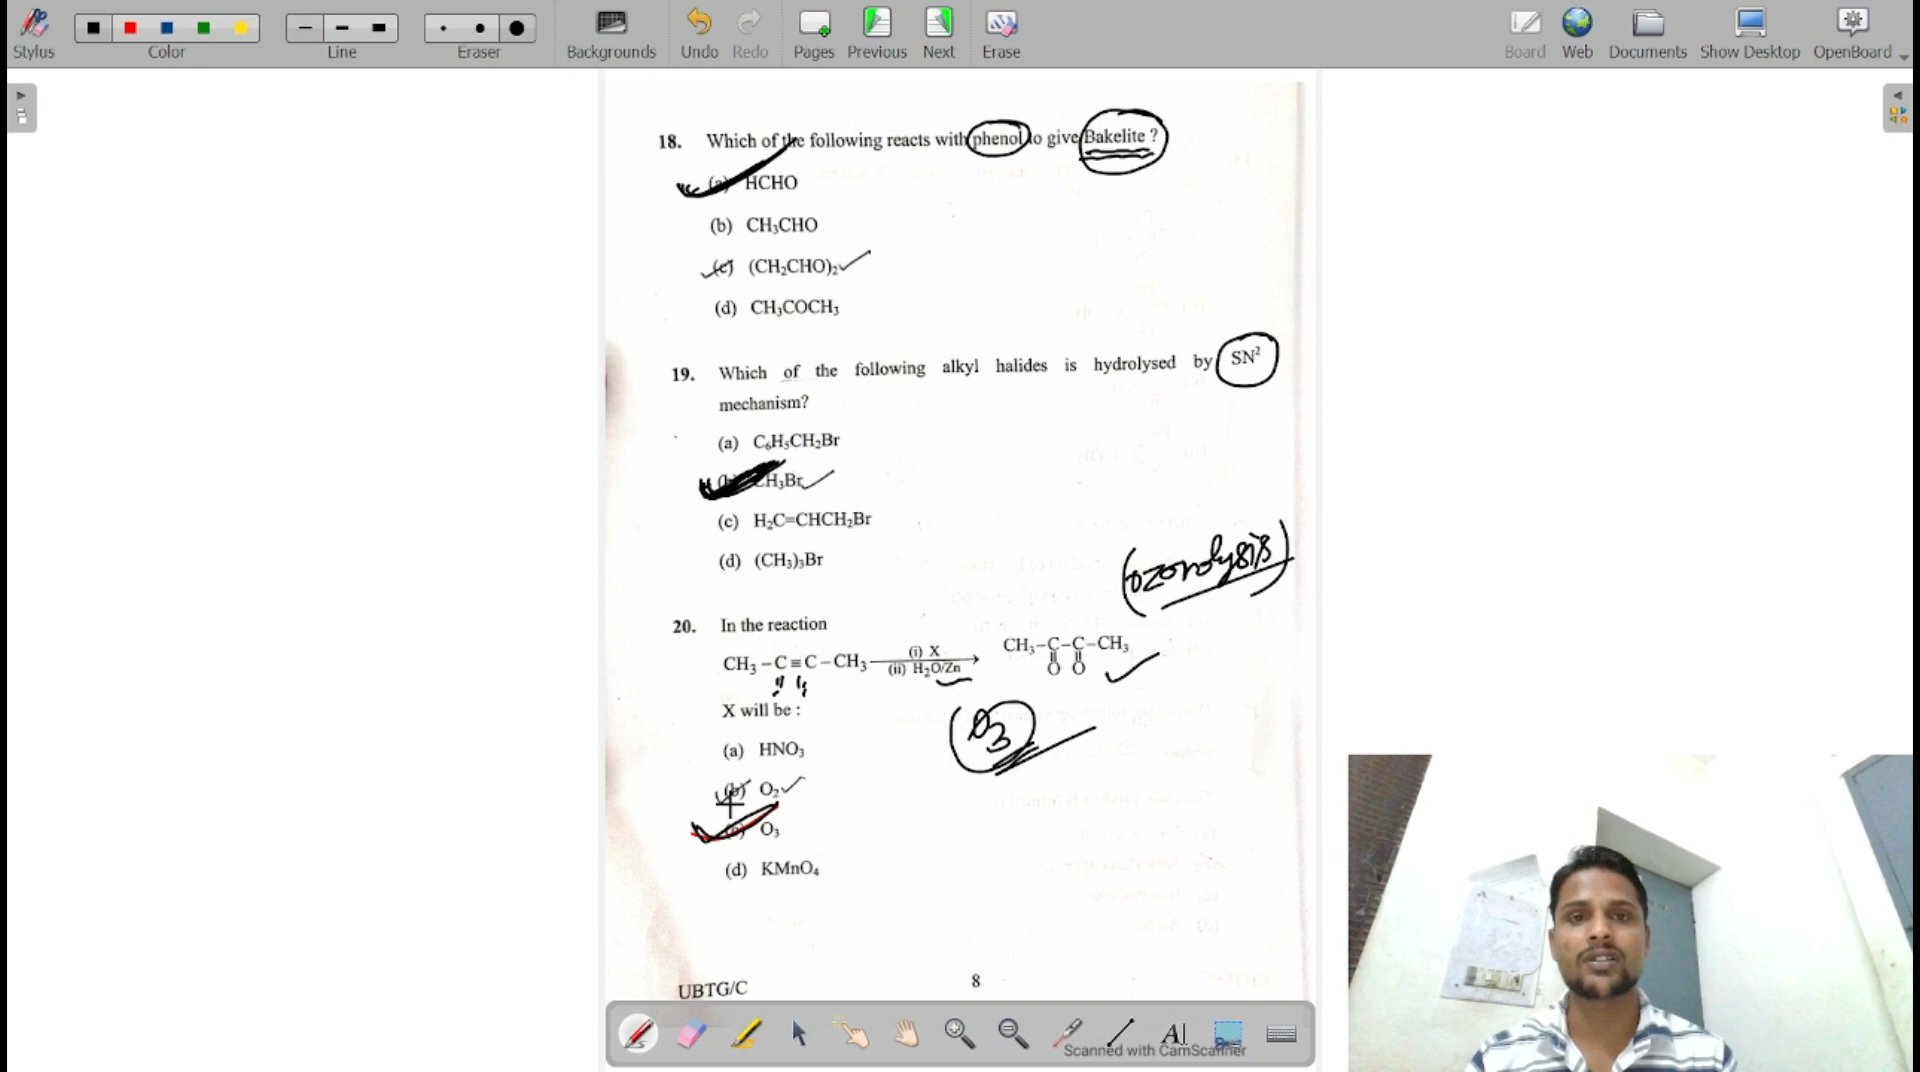 Stylus
Color
Line
Eraser
Backgrounds
Undo
Redo
Pages
Previous
Next
Erase
Board
Web
Documents
Show Desktop
OpenBoard
18. Which of the following reacts with phenol to give Bakelite ?
(a) HCHO
(b) CH₃CHO
(c) (CH₂CHO)₂
(d) CH₃COCH₃
19. Which of the following alkyl halides is hydrolysed by SN²
mechanism?
(a) C₆H₅CH₂Br
(b) CH₃Br
(c) H₂C=CHCH₂Br
(d) (CH₃)₃Br
(ozonolysis)
20. In the reaction
CH₃–C≡C–CH₃ (i) X (ii) H₂O/Zn → CH₃–C–C–CH₃
O O
X will be :
O₃
(a) HNO₃
(b) O₂
(c) O₃
(d) KMnO₄
UBTG/C
8
Scanned with CamScanner